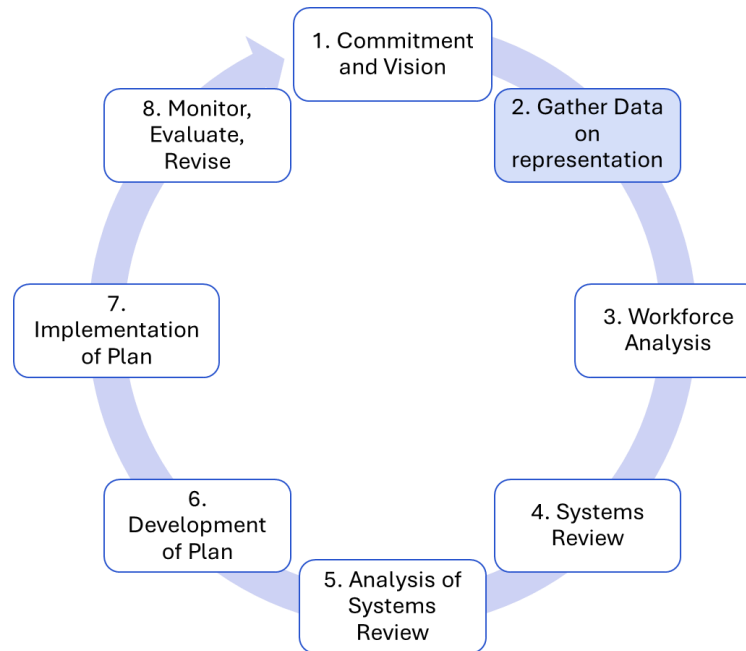 1. Commitment
and Vision
2. Gather Data
on
representation
3. Workforce
Analysis
4. Systems
Review
5. Analysis of
Systems
Review
6.
Development
of Plan
7.
Implementation
of Plan
8. Monitor,
Evaluate,
Revise